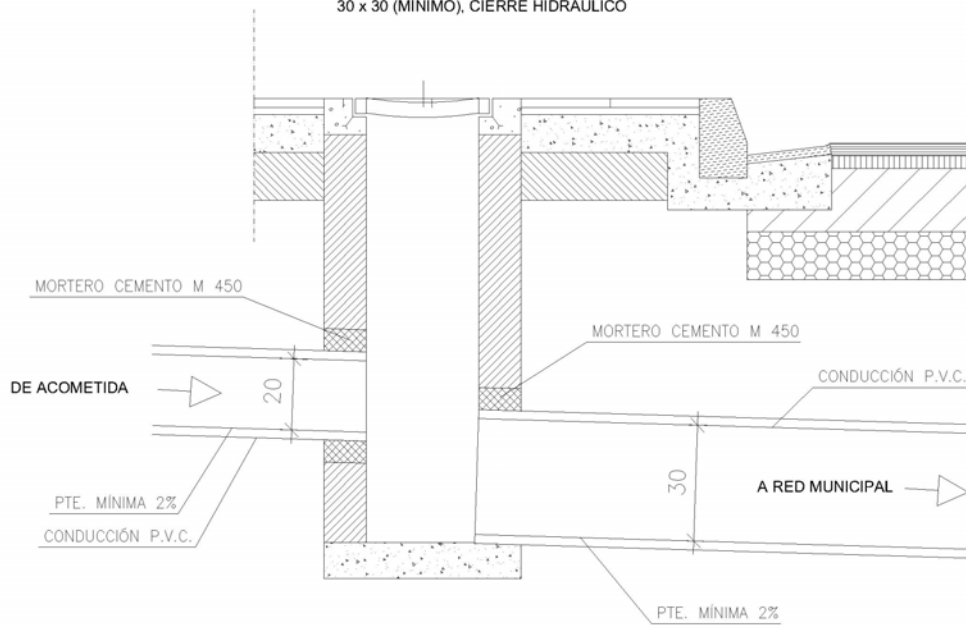 30 x 30 (MÍNIMO), CIERRE HIDRÁULICO
MORTERO CEMENTO M 450
MORTERO CEMENTO M 450
CONDUCCIÓN P.V.C.
DE ACOMETIDA
20
30
A RED MUNICIPAL
PTE. MÍNIMA 2%
CONDUCCIÓN P.V.C.
PTE. MÍNIMA 2%